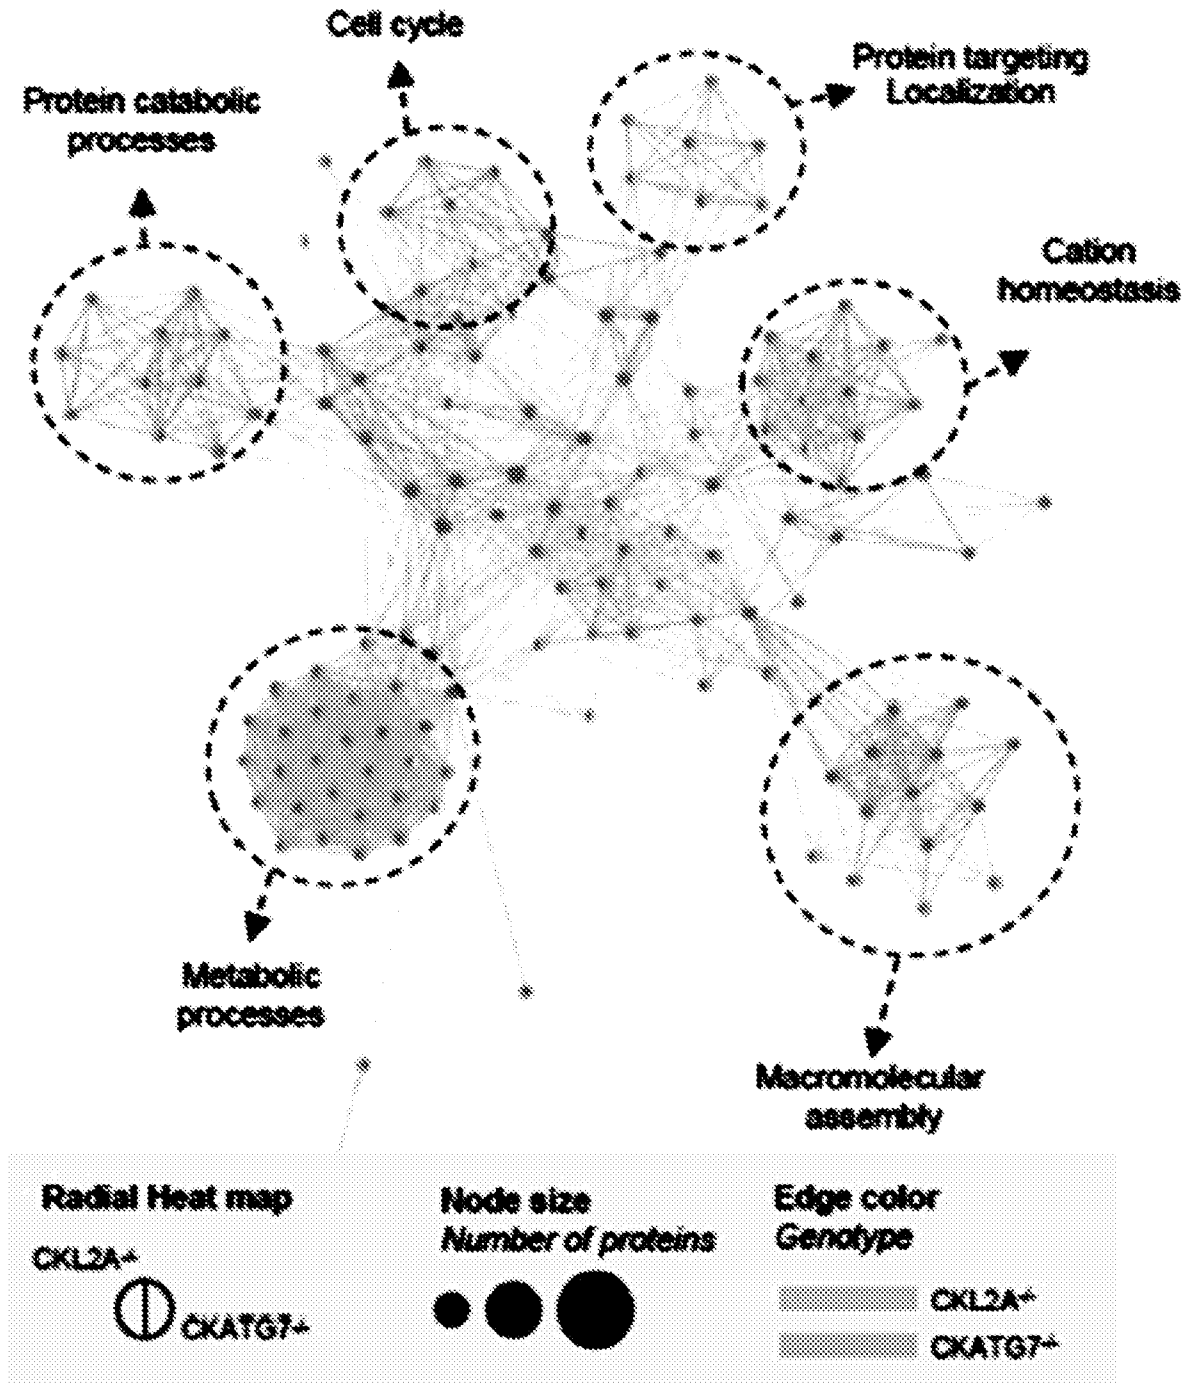 Cell cycle
Protein targeting
Localization
Protein catabolic
processes
Cation
homeostasis
Metabolic
processes
Macromolecular
assembly
Radial Heat map
CKL2A-/-
CKATG7-/-
Node size
Number of proteins
Edge color
Genotype
CKL2A-/-
CKATG7-/-